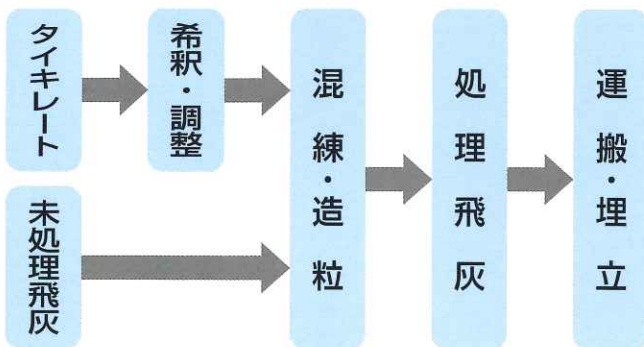 タイキレート
希釈・調整
未処理飛灰
混練・造粒
処理飛灰
運搬・埋立